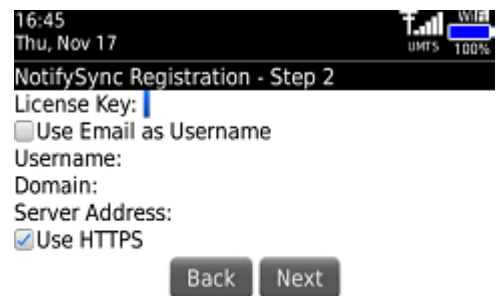 16:45
Thu, Nov 17
WiFi
UMTS 100%
NotifySync Registration - Step 2
License Key:
Use Email as Username
Username:
Domain:
Server Address:
Use HTTPS
Back Next